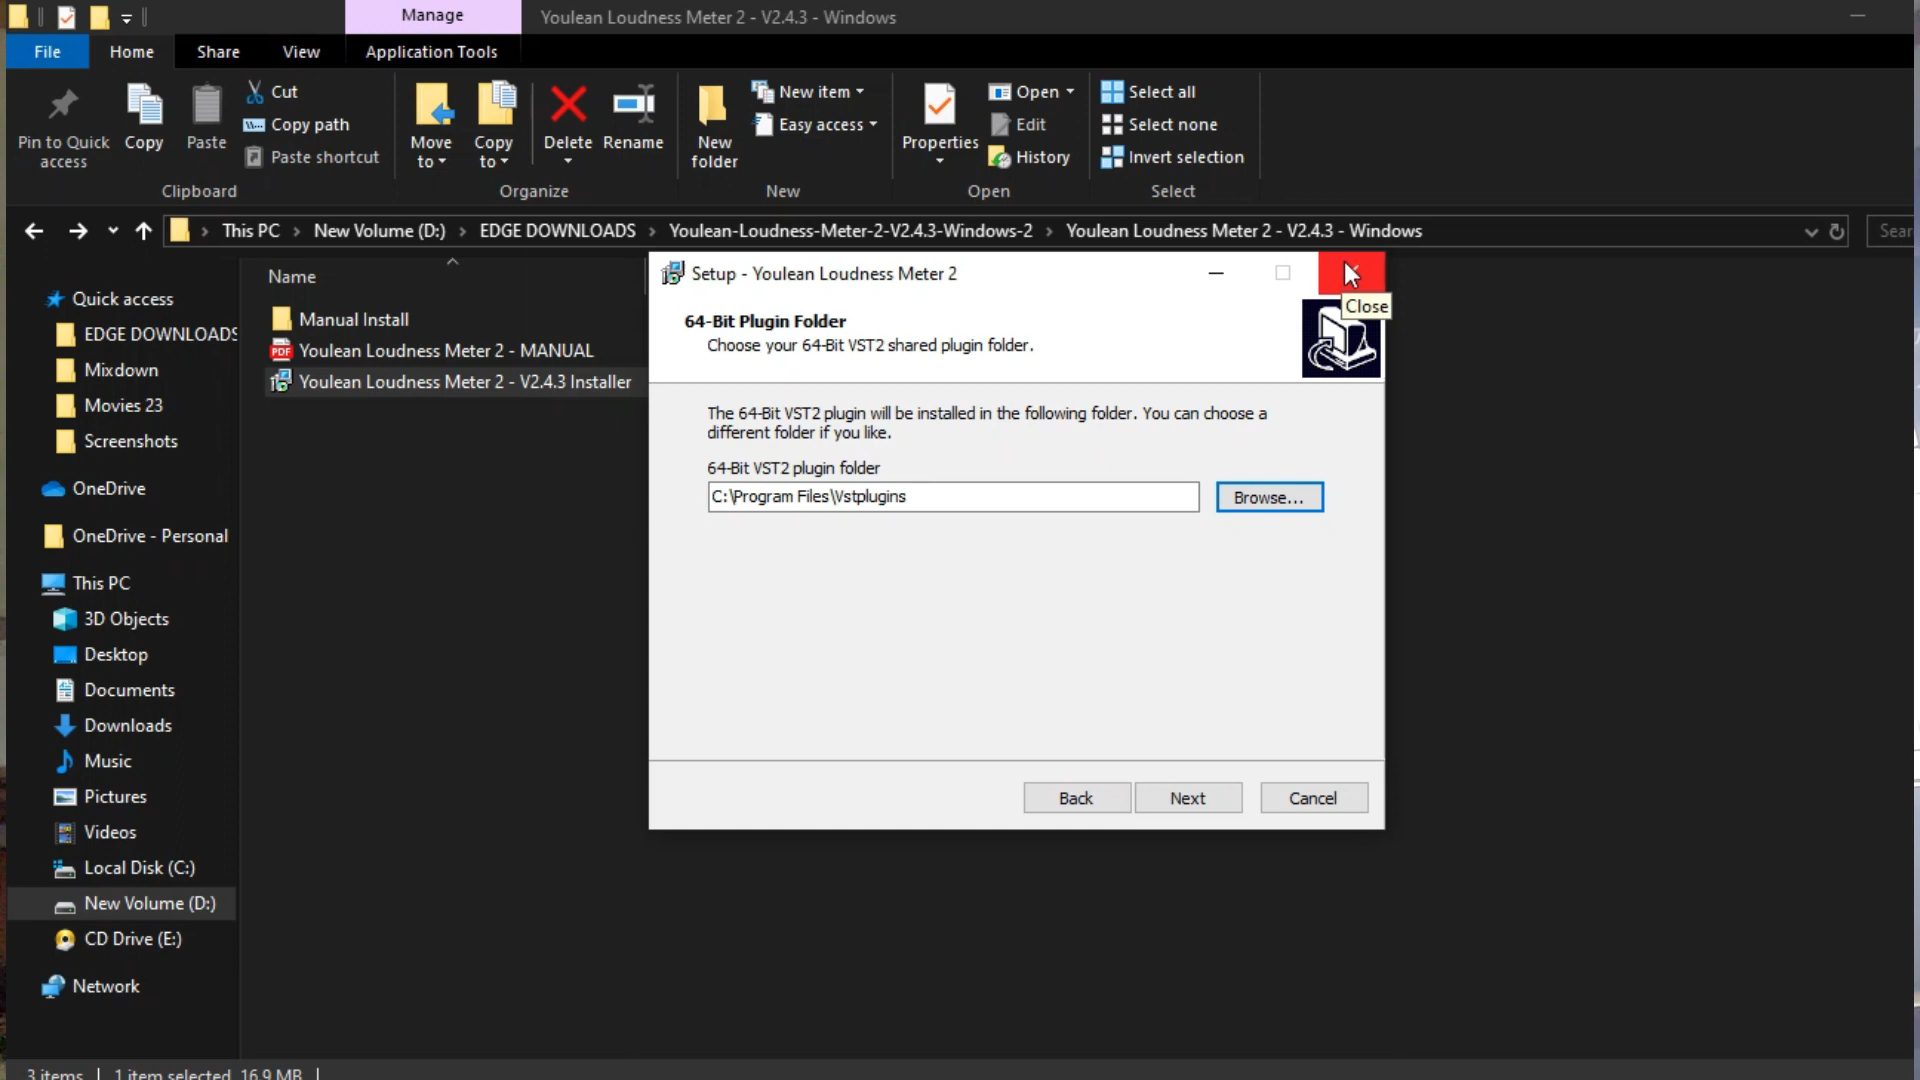 Manage
Youlean Loudness Meter 2 - V2.4.3 - Windows
File
Home
Share
View
Application Tools
Pin to Quick
access
Copy
Paste
Cut
Copy path
Paste shortcut
Clipboard
Move
to
Copy
to
Delete
Rename
Organize
New
folder
New item
Easy access
New
Properties
Open
Edit
History
Open
Select all
Select none
Invert selection
Select
This PC
New Volume (D:)
EDGE DOWNLOADS
Youlean-Loudness-Meter-2-V2.4.3-Windows-2
Youlean Loudness Meter 2 - V2.4.3 - Windows
Sear
Quick access
EDGE DOWNLOADS
Mixdown
Movies 23
Screenshots
OneDrive
OneDrive - Personal
This PC
3D Objects
Desktop
Documents
Downloads
Music
Pictures
Videos
Local Disk (C:)
New Volume (D:)
CD Drive (E:)
Network
Name
Manual Install
PDF
Youlean Loudness Meter 2 - MANUAL
Youlean Loudness Meter 2 - V2.4.3 Installer
Setup - Youlean Loudness Meter 2
Close
64-Bit Plugin Folder
Choose your 64-Bit VST2 shared plugin folder.
The 64-Bit VST2 plugin will be installed in the following folder. You can choose a
different folder if you like.
64-Bit VST2 plugin folder
C:\Program Files\Vstplugins
Browse...
Back
Next
Cancel
3 items
1 item selected 16.9 MB